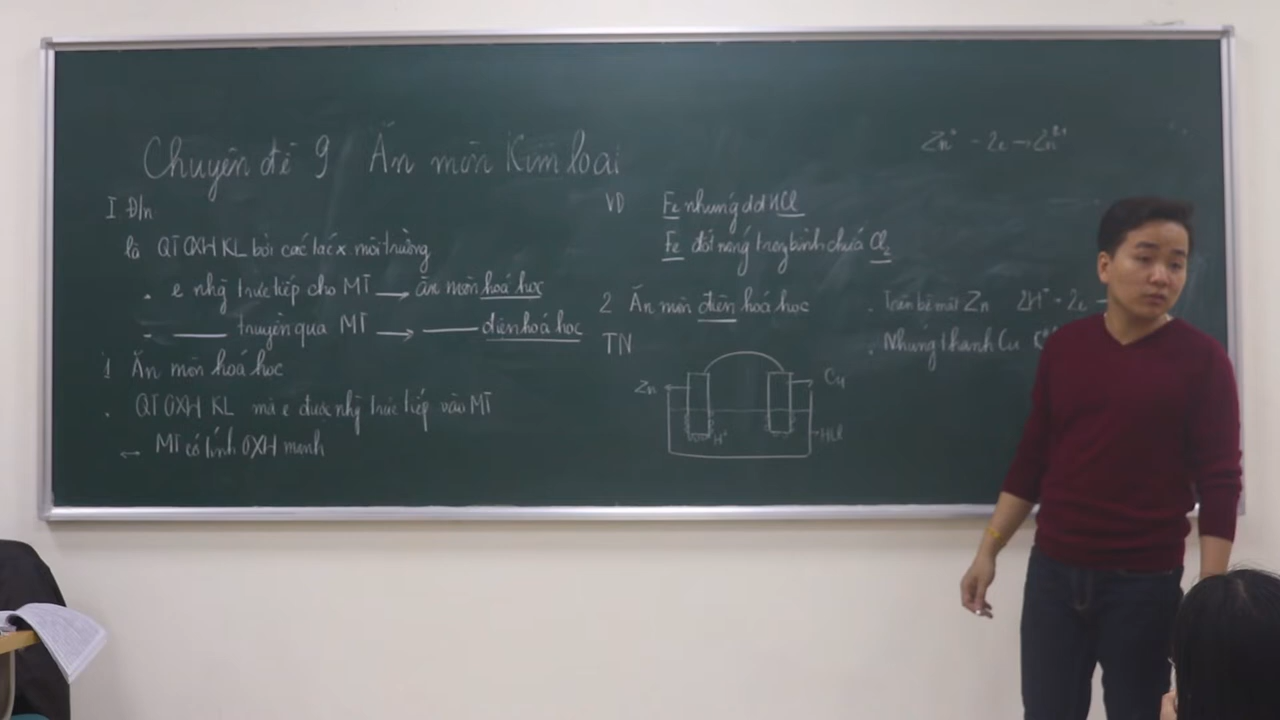 Chuyên đề 9 Ăn mòn Kim loại
I Đ/n
là QT OXH KL bởi các tác x. môi trường
. e nhg trực tiếp cho MT → ăn mòn hoá học
. —— truyền qua MT → —— điện hoá học
1 Ăn mòn hoá học
. QT OXH KL mà e được nhg trực tiếp vào MT
↔ MT có tính OXH mạnh
VD Fe nhúng dd HCl
Fe đốt nóng trong bình chứa Cl₂
2 Ăn mòn điện hoá học
TN
Zn
Cu
H⁺
HCl
Zn° - 2e → Zn²⁺
. Trên bề mặt Zn 2H⁺ + 2e →
. Nhúng thanh Cu